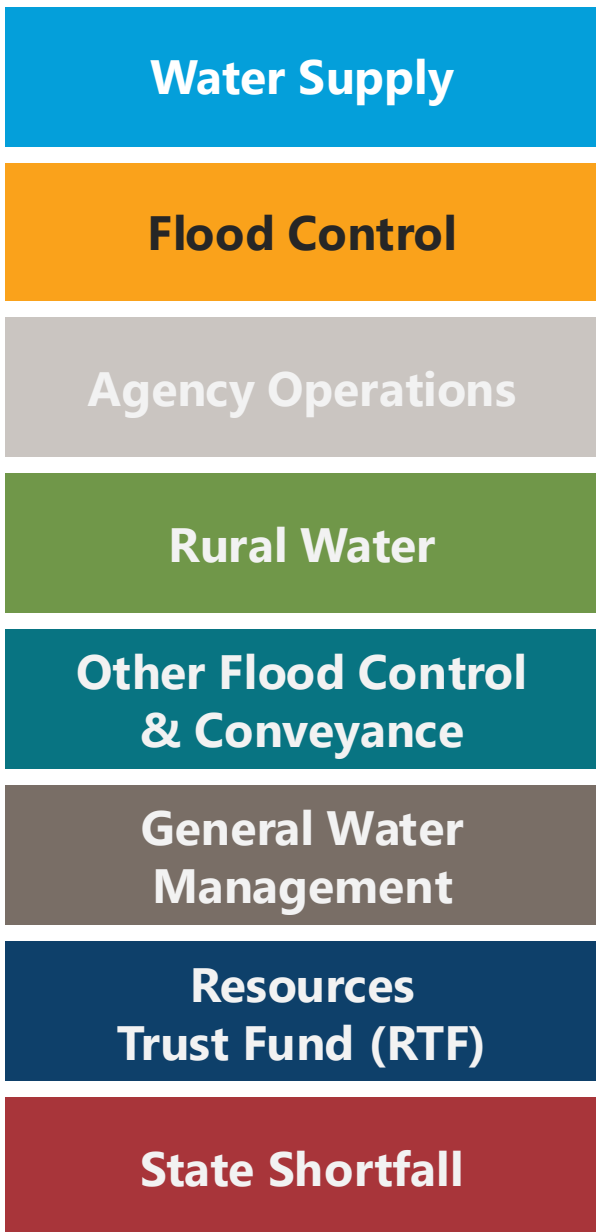 Water Supply
Flood Control
Agency Operations
Rural Water
Other Flood Control
& Conveyance
General Water
Management
Resources
Trust Fund (RTF)
State Shortfall